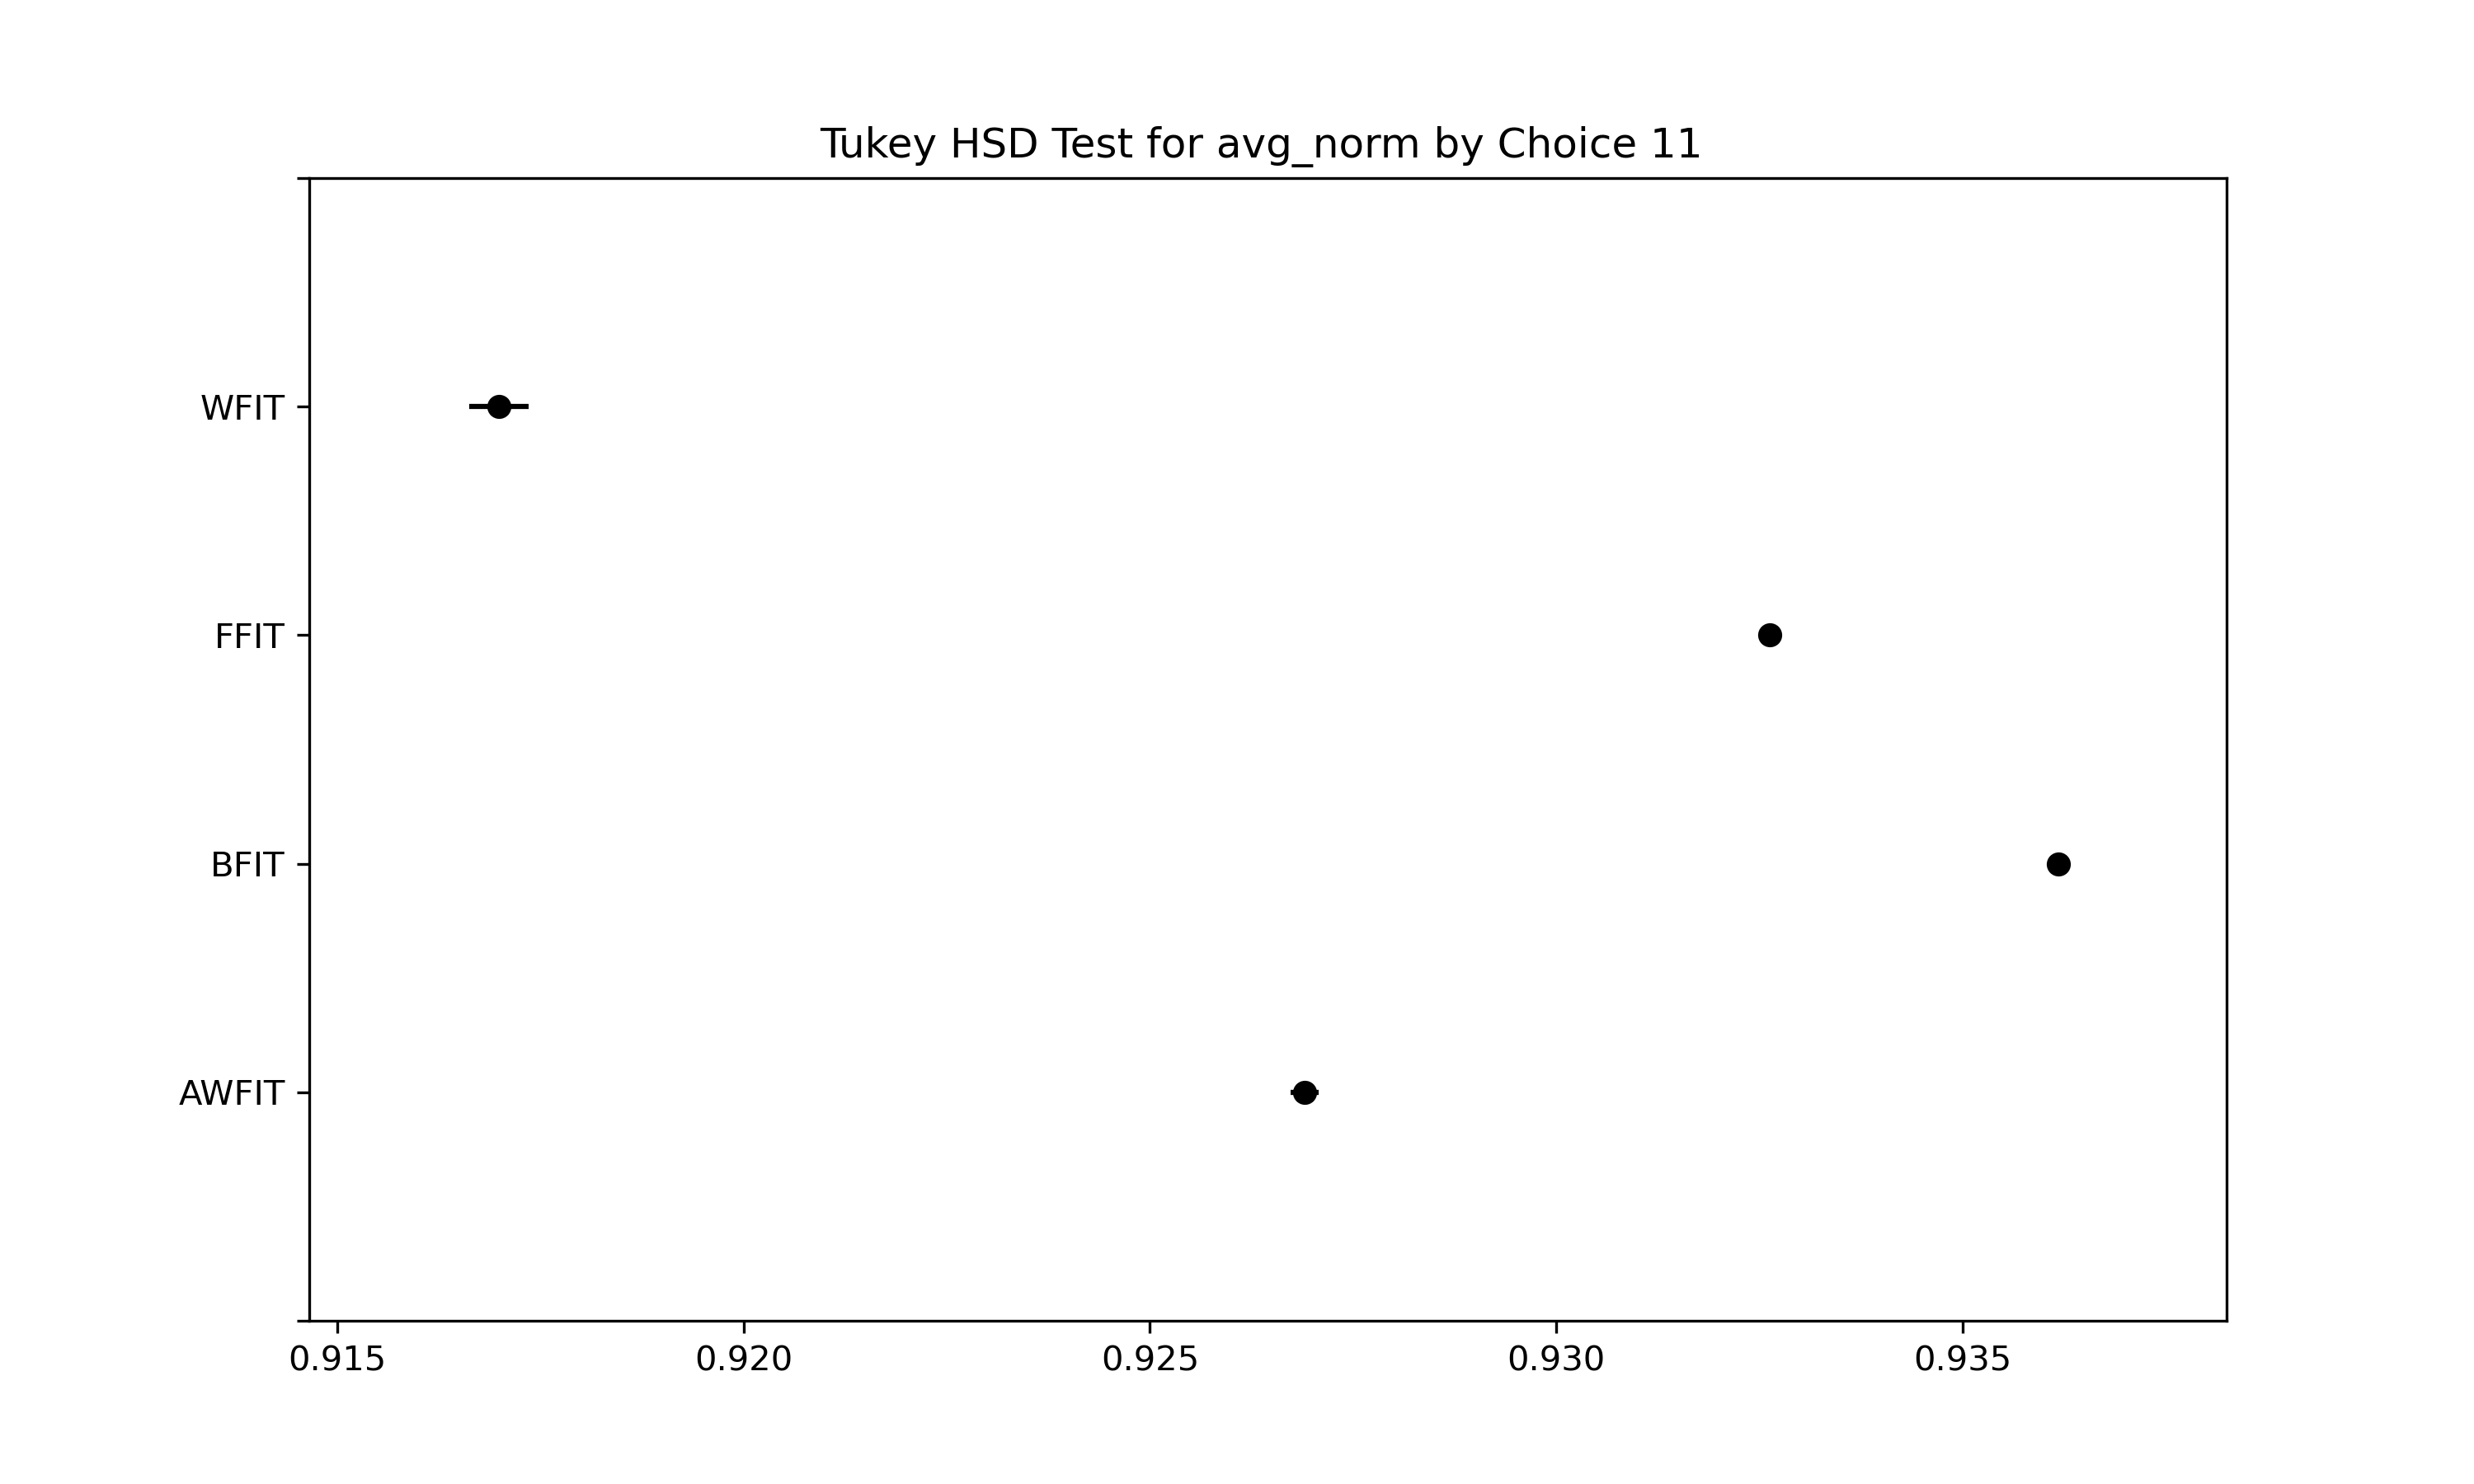 Tukey HSD Test for avg_norm by Choice 11
WFIT
FFIT
BFIT
AWFIT
0.915 0.920 0.925 0.930 0.935